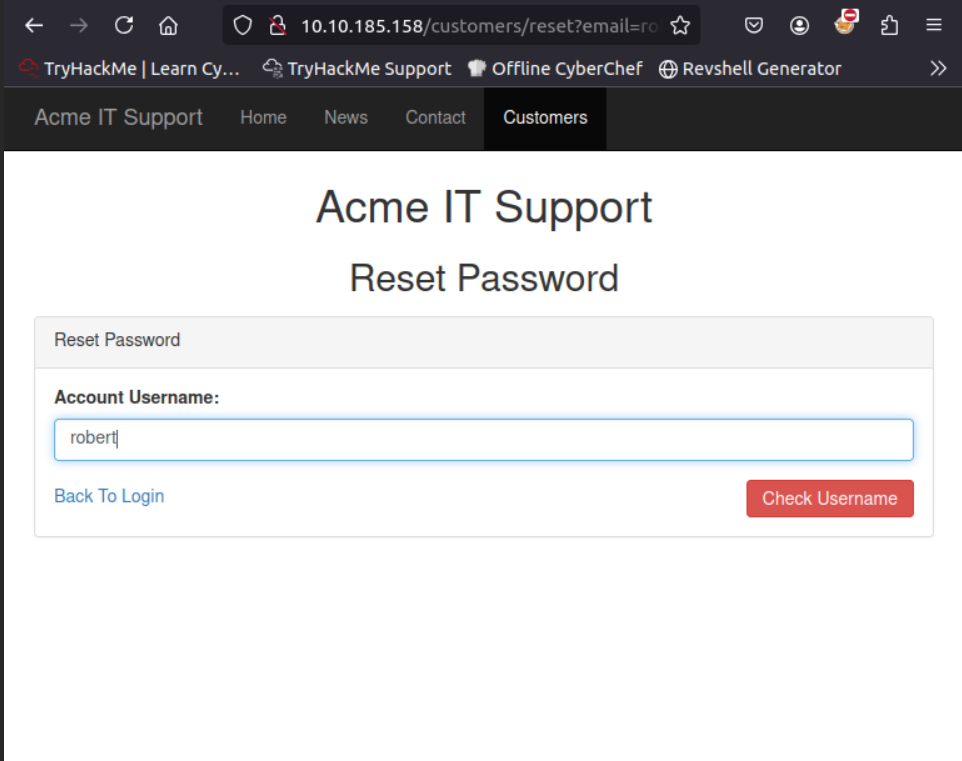 10.10.185.158/customers/reset?email=ro
TryHackMe | Learn Cy... TryHackMe Support Offline CyberChef Revshell Generator
Acme IT Support Home News Contact Customers
Acme IT Support
Reset Password
Reset Password
Account Username:
robert
Back To Login Check Username